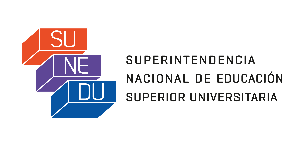 SU
NE
DU
SUPERINTENDENCIA
NACIONAL DE EDUCACIÓN
SUPERIOR UNIVERSITARIA